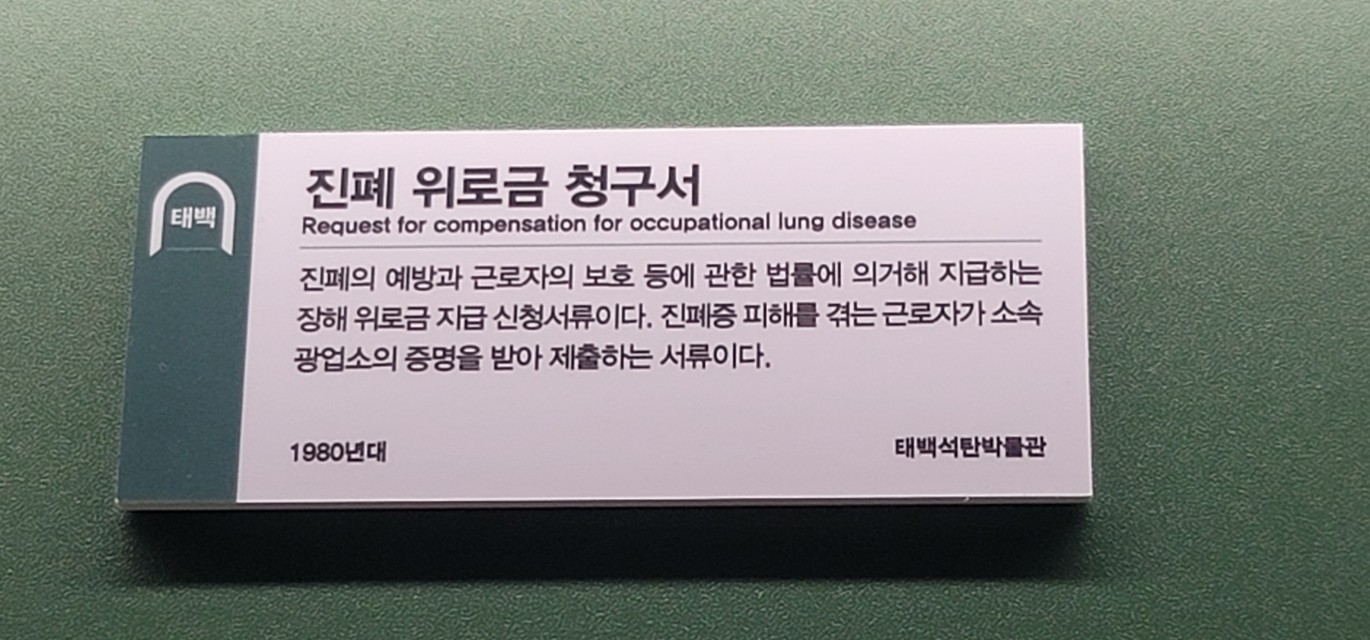 태백
진폐 위로금 청구서
Request for compensation for occupational lung disease
진폐의 예방과 근로자의 보호 등에 관한 법률에 의거해 지급하는
장해 위로금 지급 신청서류이다. 진폐증 피해를 겪는 근로자가 소속
광업소의 증명을 받아 제출하는 서류이다.
1980년대
태백석탄박물관